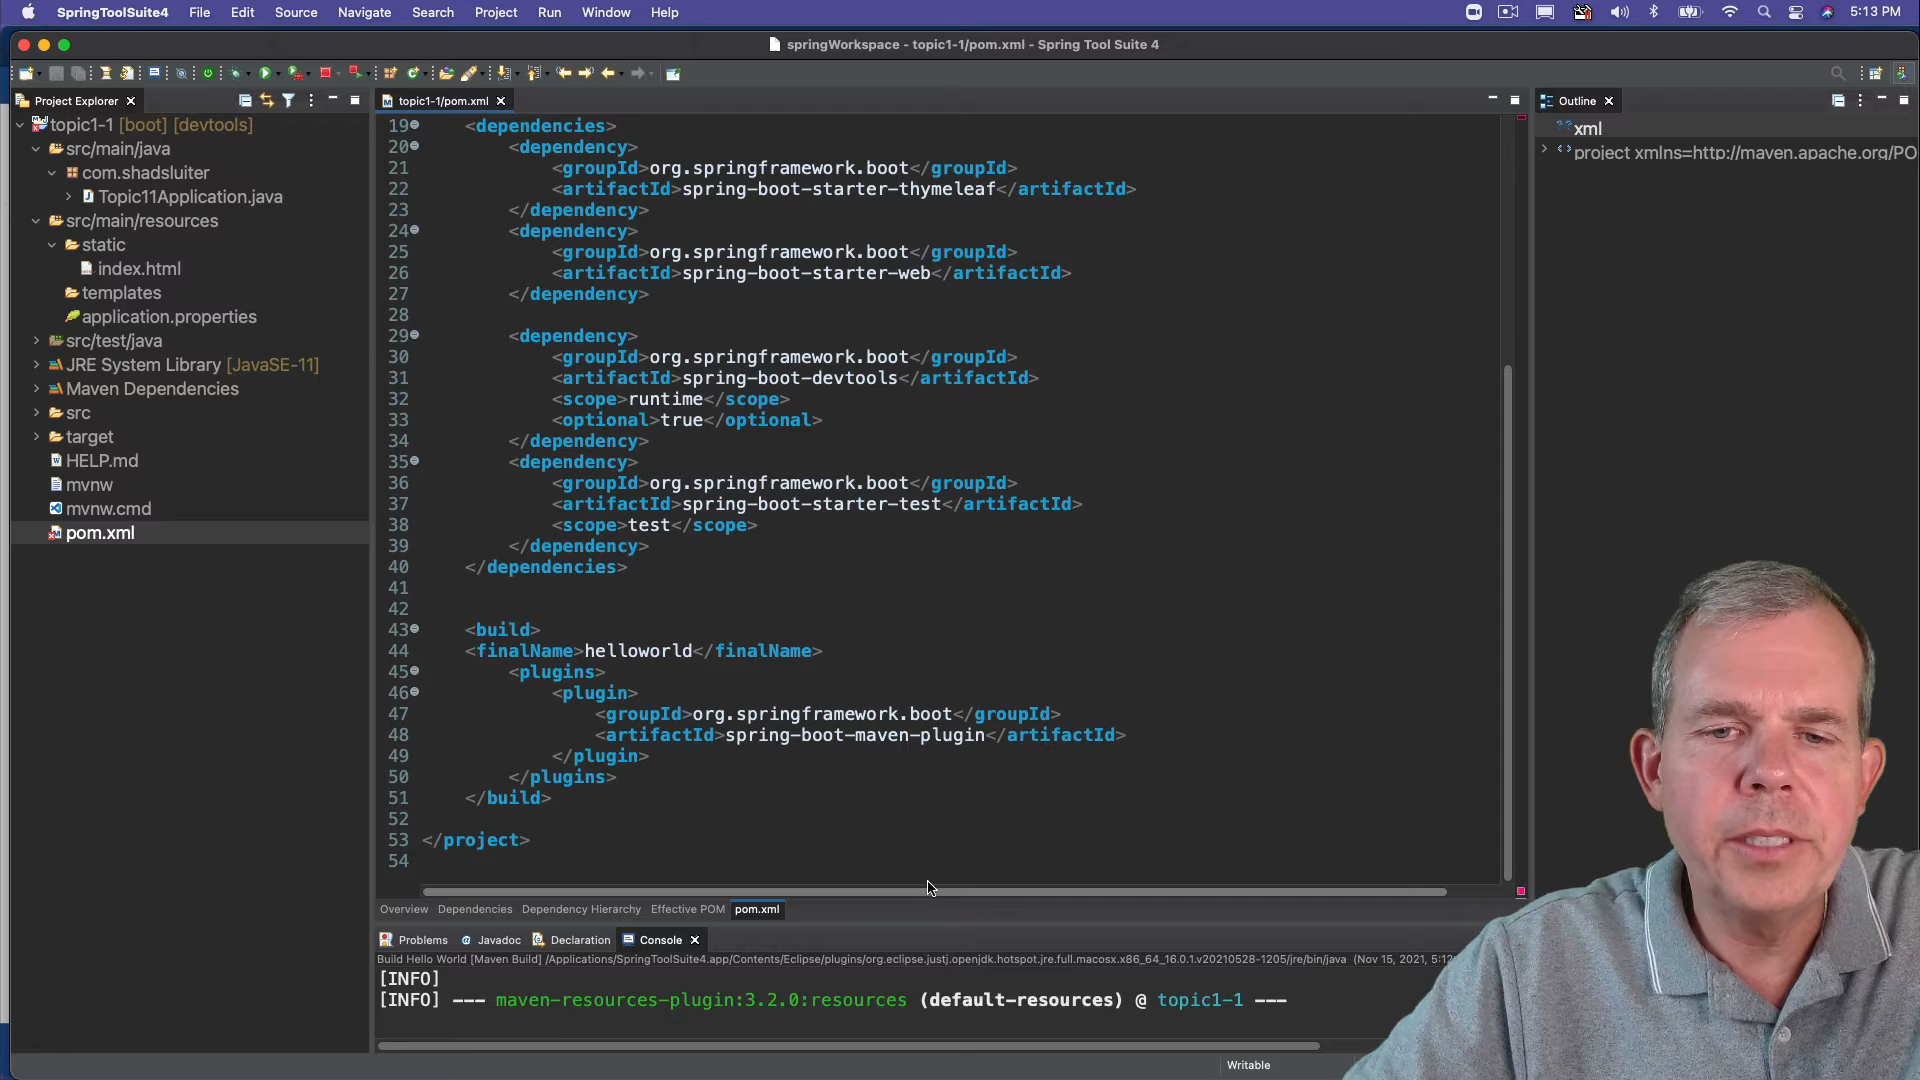 SpringToolSuite4 File Edit Source Navigate Search Project Run Window Help 5:13 PM
springWorkspace - topic1-1/pom.xml - Spring Tool Suite 4
Project Explorer
topic1-1 [boot] [devtools]
src/main/java
com.shadsluiter
Topic11Application.java
src/main/resources
static
index.html
templates
application.properties
src/test/java
JRE System Library [JavaSE-11]
Maven Dependencies
src
target
HELP.md
mvnw
mvnw.cmd
pom.xml
topic1-1/pom.xml
19 <dependencies>
20 <dependency>
21 <groupId>org.springframework.boot</groupId>
22 <artifactId>spring-boot-starter-thymeleaf</artifactId>
23 </dependency>
24 <dependency>
25 <groupId>org.springframework.boot</groupId>
26 <artifactId>spring-boot-starter-web</artifactId>
27 </dependency>
28
29 <dependency>
30 <groupId>org.springframework.boot</groupId>
31 <artifactId>spring-boot-devtools</artifactId>
32 <scope>runtime</scope>
33 <optional>true</optional>
34 </dependency>
35 <dependency>
36 <groupId>org.springframework.boot</groupId>
37 <artifactId>spring-boot-starter-test</artifactId>
38 <scope>test</scope>
39 </dependency>
40 </dependencies>
41
42
43 <build>
44 <finalName>helloworld</finalName>
45 <plugins>
46 <plugin>
47 <groupId>org.springframework.boot</groupId>
48 <artifactId>spring-boot-maven-plugin</artifactId>
49 </plugin>
50 </plugins>
51 </build>
52
53 </project>
54
Overview Dependencies Dependency Hierarchy Effective POM pom.xml
Problems Javadoc Declaration Console
Build Hello World [Maven Build] /Applications/SpringToolSuite4.app/Contents/Eclipse/plugins/org.eclipse.justj.openjdk.hotspot.jre.full.macosx.x86_64_16.0.1.v20210528-1205/jre/bin/java (Nov 15, 2021, 5:12
[INFO]
[INFO] --- maven-resources-plugin:3.2.0:resources (default-resources) @ topic1-1 ---
Writable
Outline
xml
project xmlns=http://maven.apache.org/PO